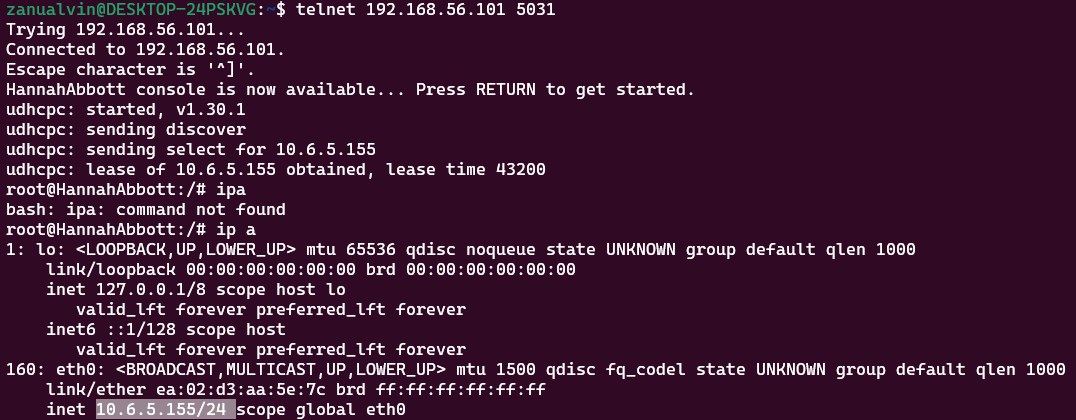 zanualvin@DESKTOP-24PSKVG:~$ telnet 192.168.56.101 5031
Trying 192.168.56.101...
Connected to 192.168.56.101.
Escape character is '^]'.
HannahAbbott console is now available... Press RETURN to get started.
udhcpc: started, v1.30.1
udhcpc: sending discover
udhcpc: sending select for 10.6.5.155
udhcpc: lease of 10.6.5.155 obtained, lease time 43200
root@HannahAbbott:/# ipa
bash: ipa: command not found
root@HannahAbbott:/# ip a
1: lo: <LOOPBACK,UP,LOWER_UP> mtu 65536 qdisc noqueue state UNKNOWN group default qlen 1000
    link/loopback 00:00:00:00:00:00 brd 00:00:00:00:00:00
    inet 127.0.0.1/8 scope host lo
       valid_lft forever preferred_lft forever
    inet6 ::1/128 scope host
       valid_lft forever preferred_lft forever
160: eth0: <BROADCAST,MULTICAST,UP,LOWER_UP> mtu 1500 qdisc fq_codel state UNKNOWN group default qlen 1000
    link/ether ea:02:d3:aa:5e:7c brd ff:ff:ff:ff:ff:ff
    inet 10.6.5.155/24 scope global eth0